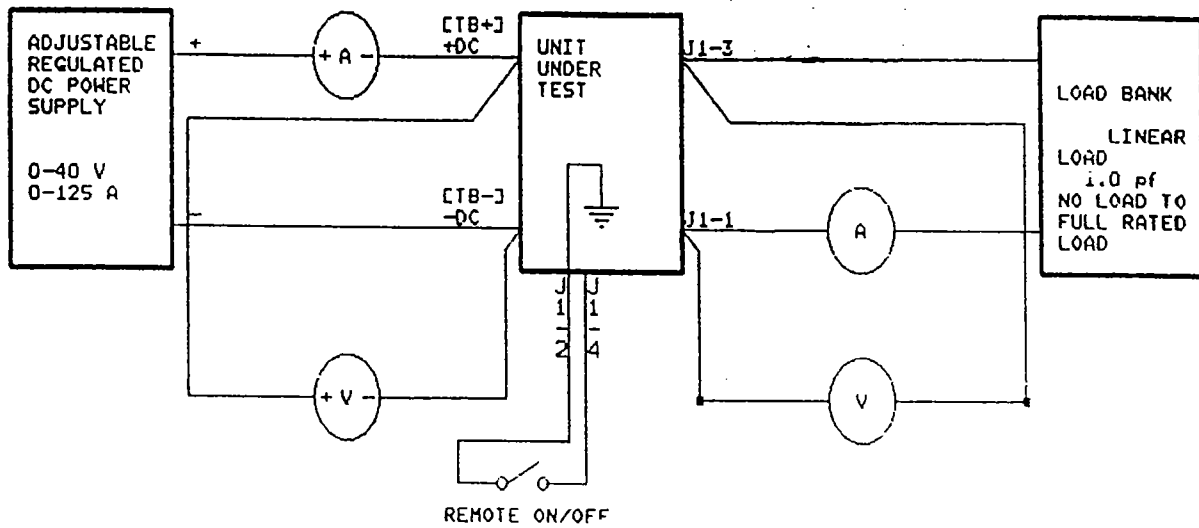 ADJUSTABLE
REGULATED
DC POWER
SUPPLY
0-40 V
0-125 A
+
-
+ A -
[TB+]
+DC
[TB-]
-DC
+ V -
UNIT
UNDER
TEST
J1-3
J1-1
J1-2
J1-4
A
V
LOAD BANK
LINEAR
LOAD
1.0 pf
NO LOAD TO
FULL RATED
LOAD
REMOTE ON/OFF